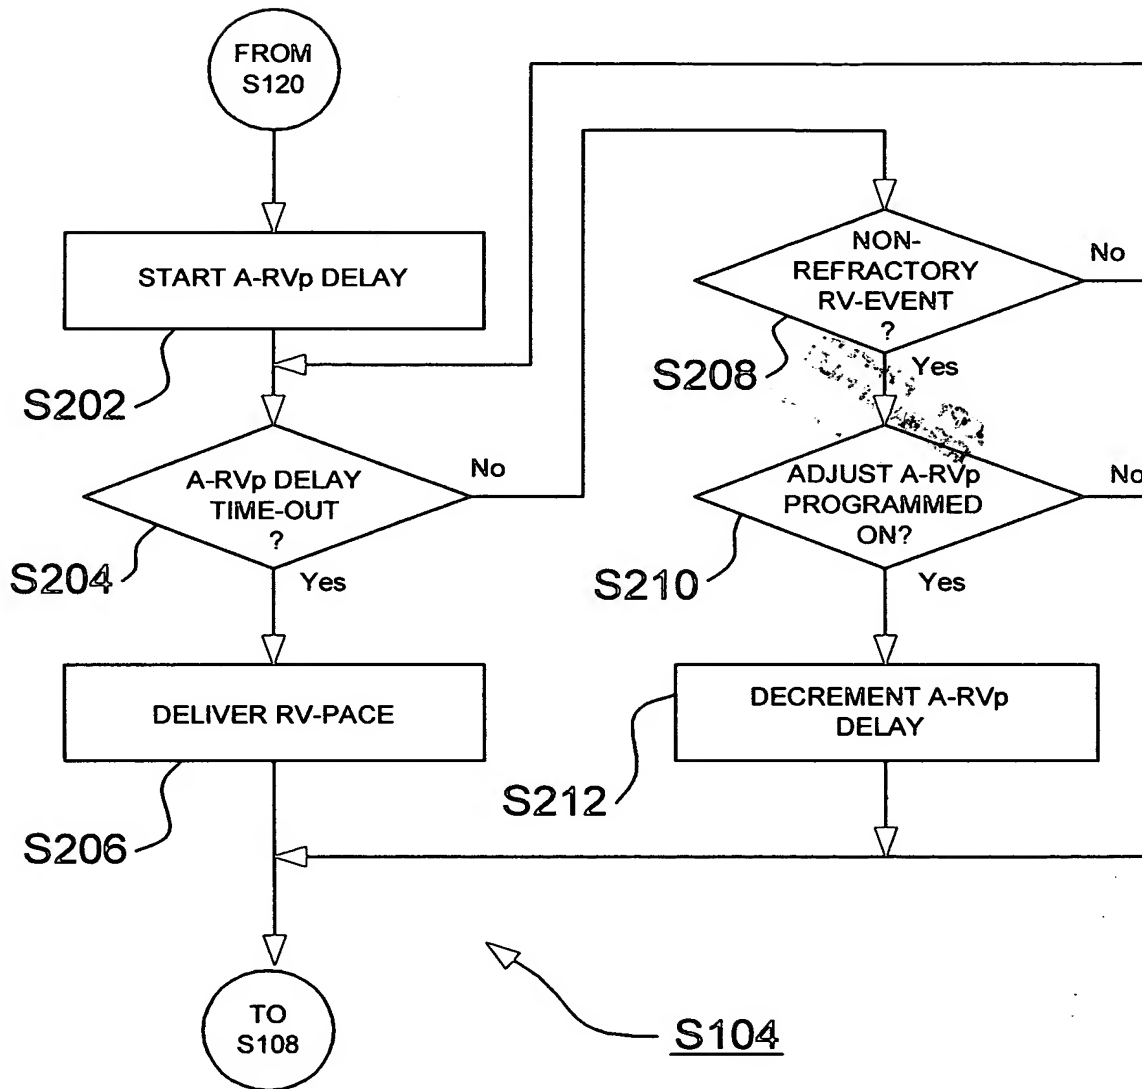 FROM
S120
START A-RVp DELAY
S202
A-RVp DELAY
TIME-OUT
?
No
S204
Yes
DELIVER RV-PACE
S206
TO
S108
NON-
REFRACTORY
RV-EVENT
?
No
S208
Yes
ADJUST A-RVp
PROGRAMMED
ON?
No
S210
Yes
DECREMENT A-RVp
DELAY
S212
S104